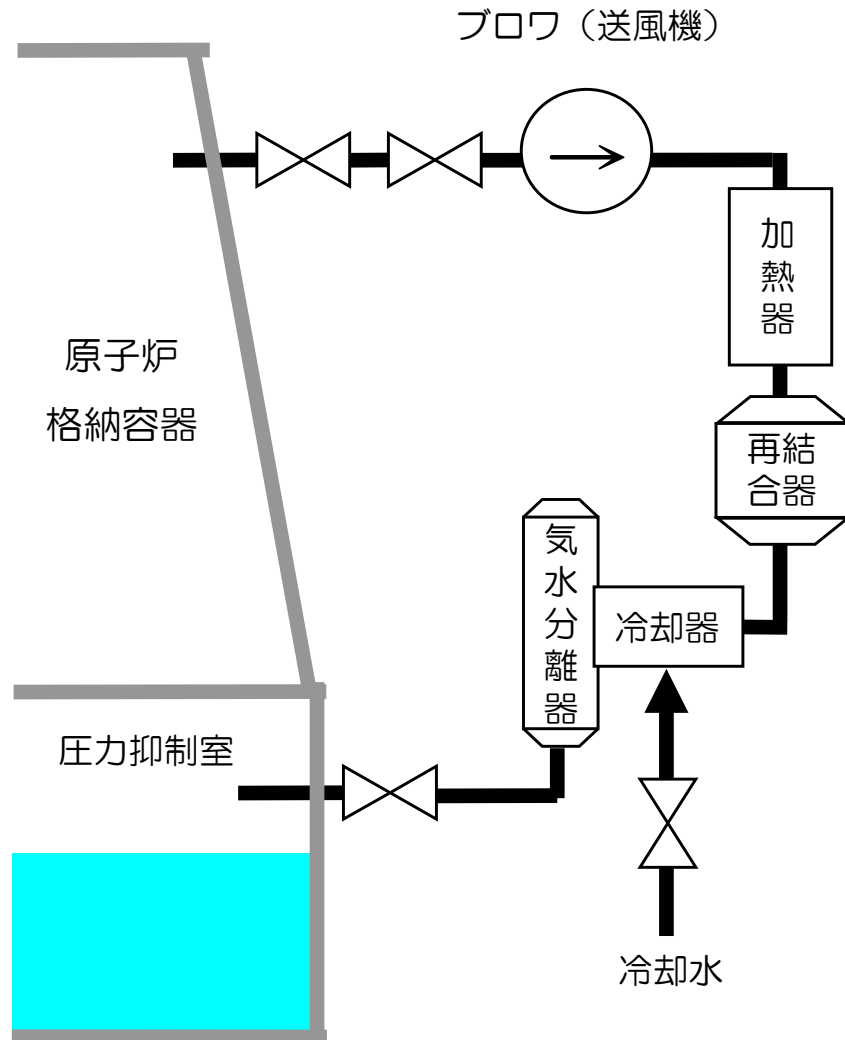 ブロワ（送風機）
加熱器
原子炉
格納容器
再結
合器
気水分離器
冷却器
圧力抑制室
冷却水